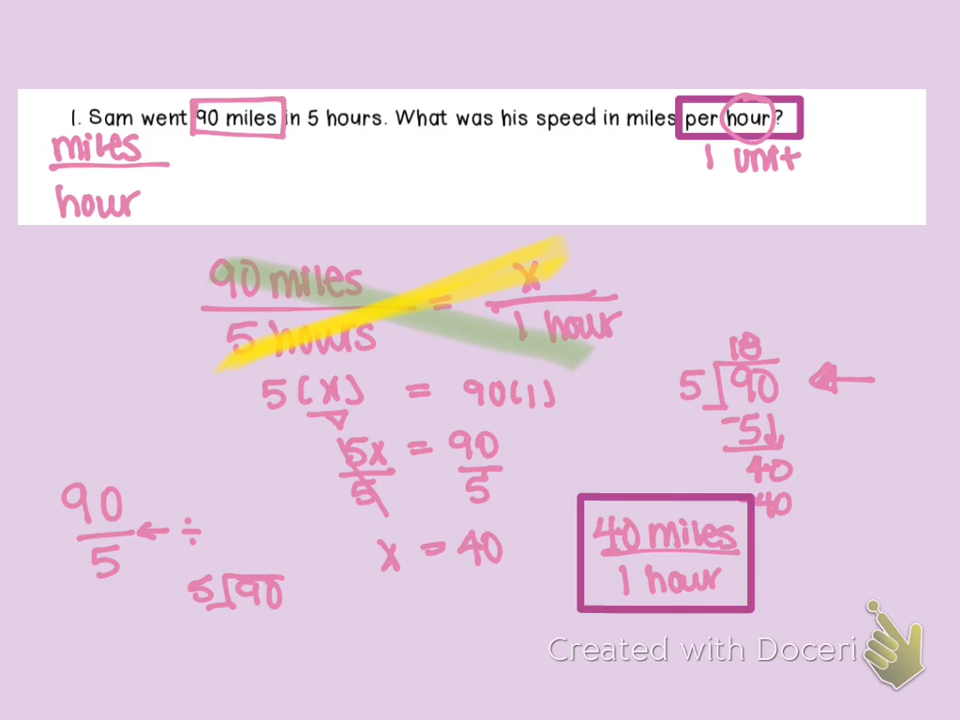 1. Sam went 90 miles in 5 hours. What was his speed in miles per hour?
miles
hour
1 unit
90 miles
5 hours
=
x
1 hour
5(x) = 90(1)
5x = 90
5 5
x = 40
18
5 90
-5
40
-40
90
5
← ÷
5 90
40 miles
1 hour
Created with Doceri